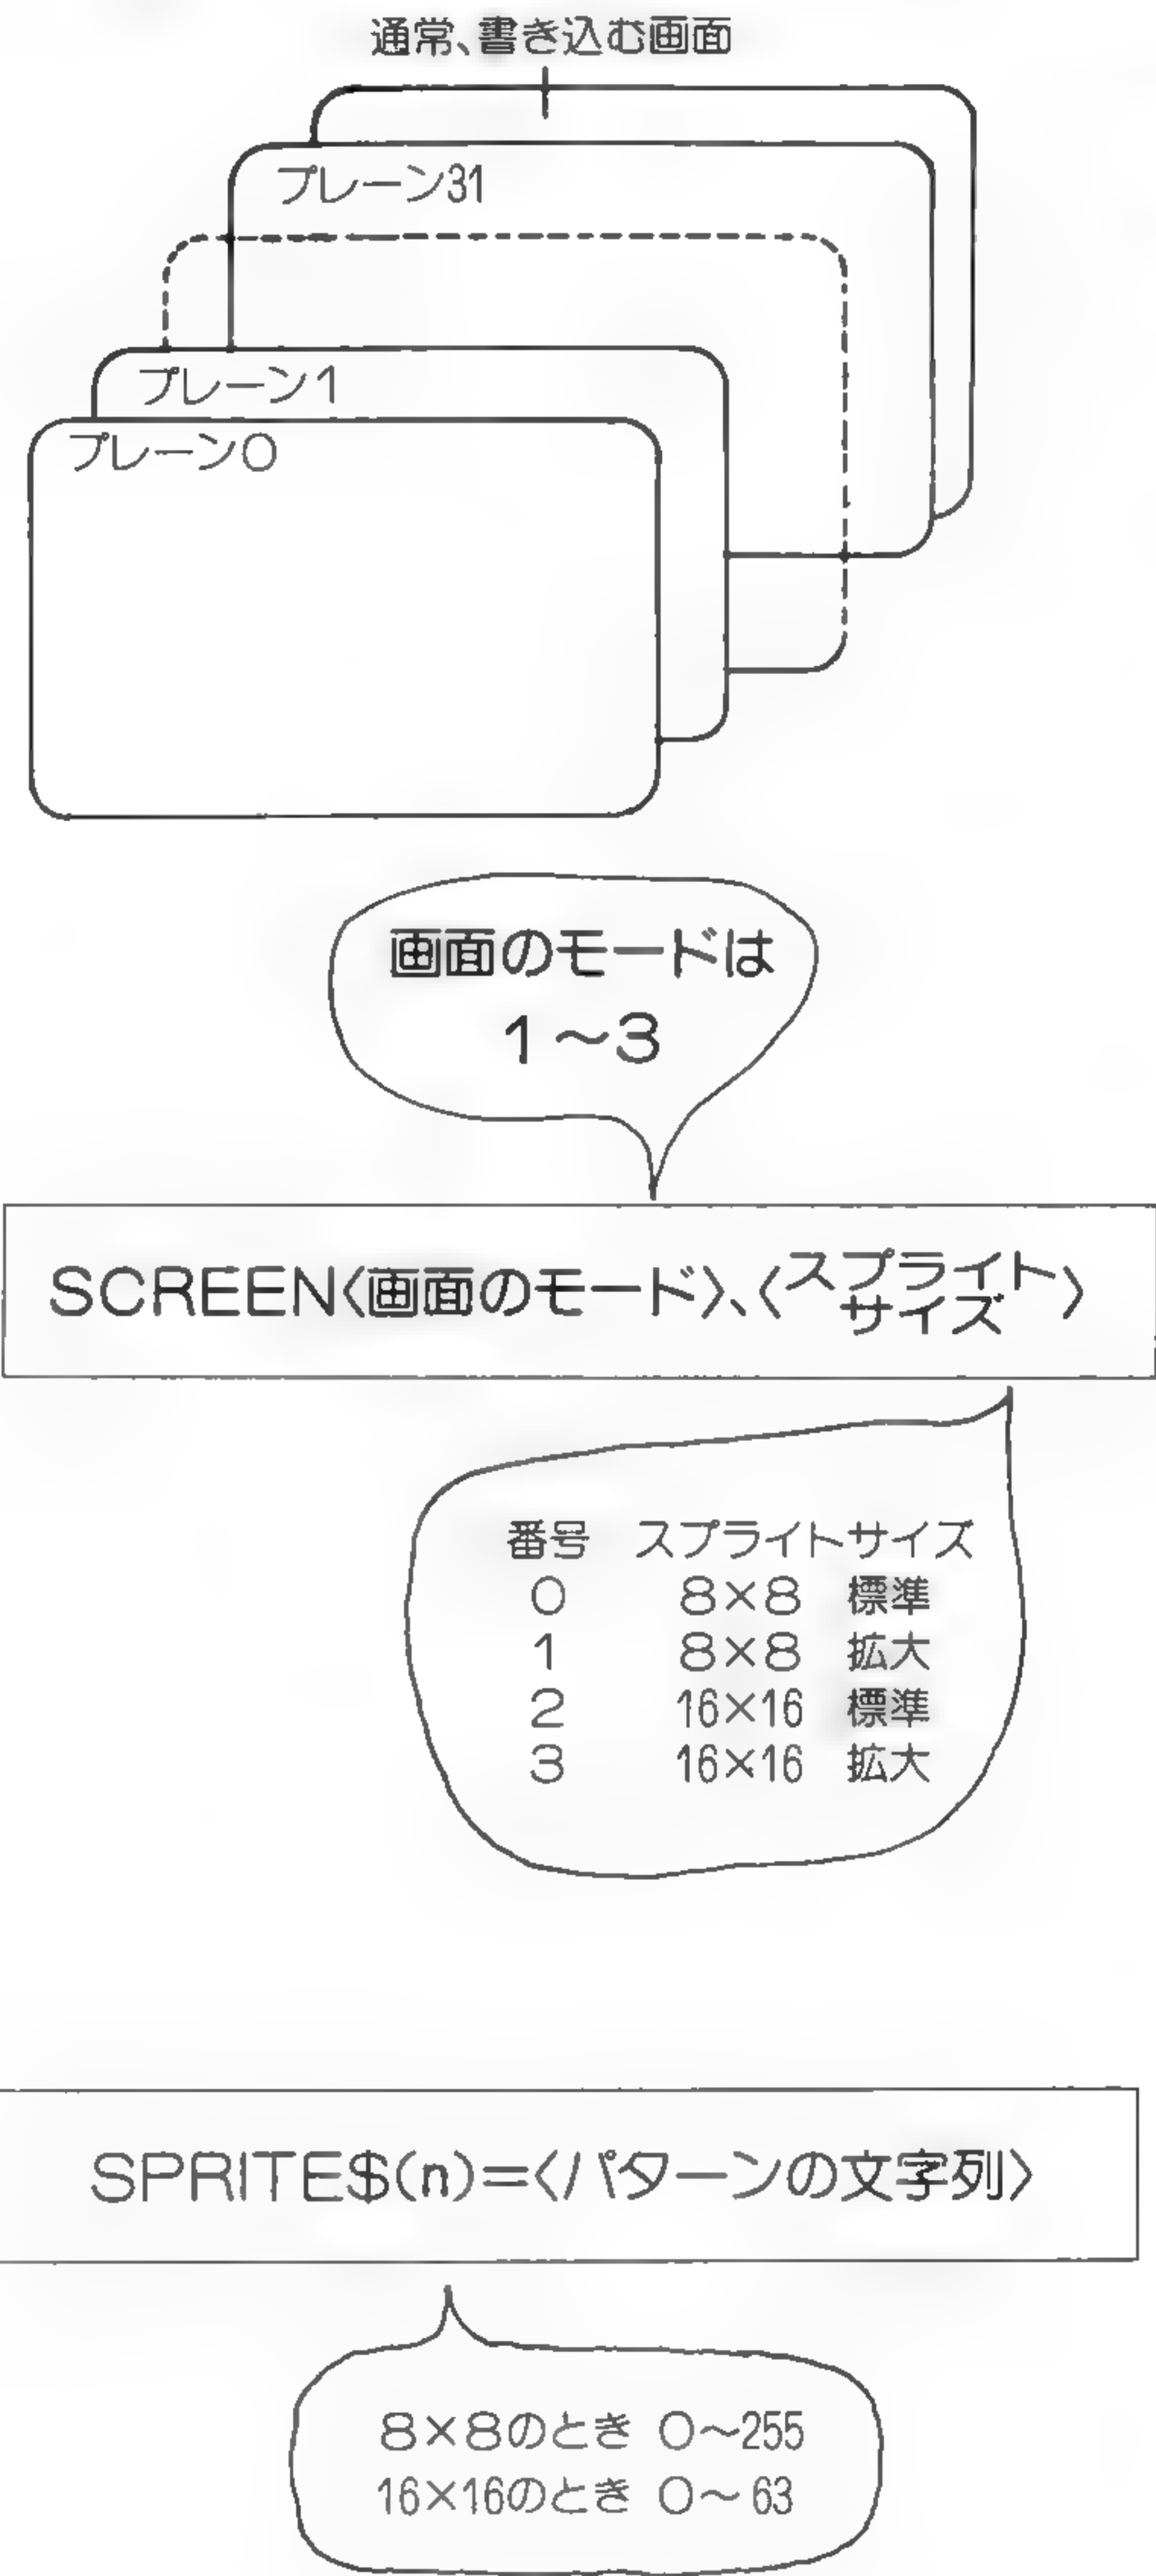 通常、書き込む画面
プレーン31
プレーン1
プレーン0
画面のモードは
1～3
SCREEN〈画面のモード〉、〈スプライトサイズ〉
番号 スプライトサイズ
0 8×8 標準
1 8×8 拡大
2 16×16 標準
3 16×16 拡大
SPRITE$(n)=〈パターンの文字列〉
8×8のとき 0～255
16×16のとき 0～63